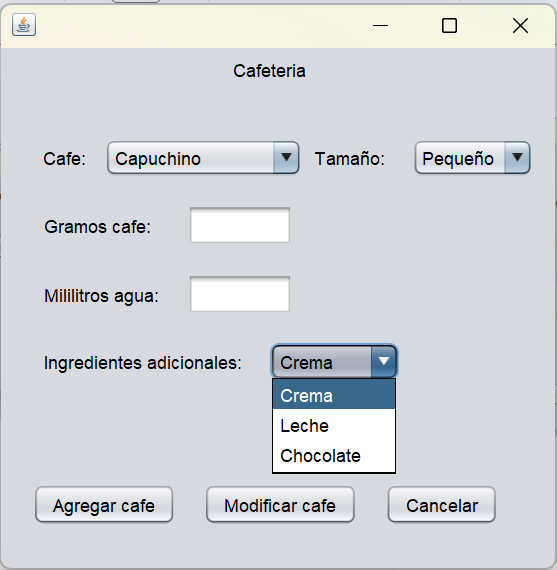 Cafeteria
Cafe: Capuchino Tamaño: Pequeño
Gramos cafe:
Mililitros agua:
Ingredientes adicionales: Crema
Crema
Leche
Chocolate
Agregar cafe Modificar cafe Cancelar